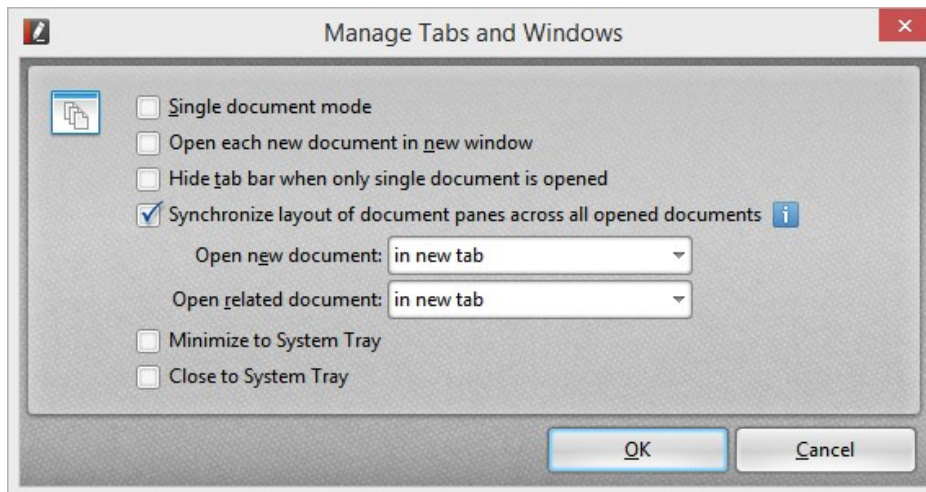 Manage Tabs and Windows
Single document mode
Open each new document in new window
Hide tab bar when only single document is opened
Synchronize layout of document panes across all opened documents i
Open new document: in new tab
Open related document: in new tab
Minimize to System Tray
Close to System Tray
OK Cancel